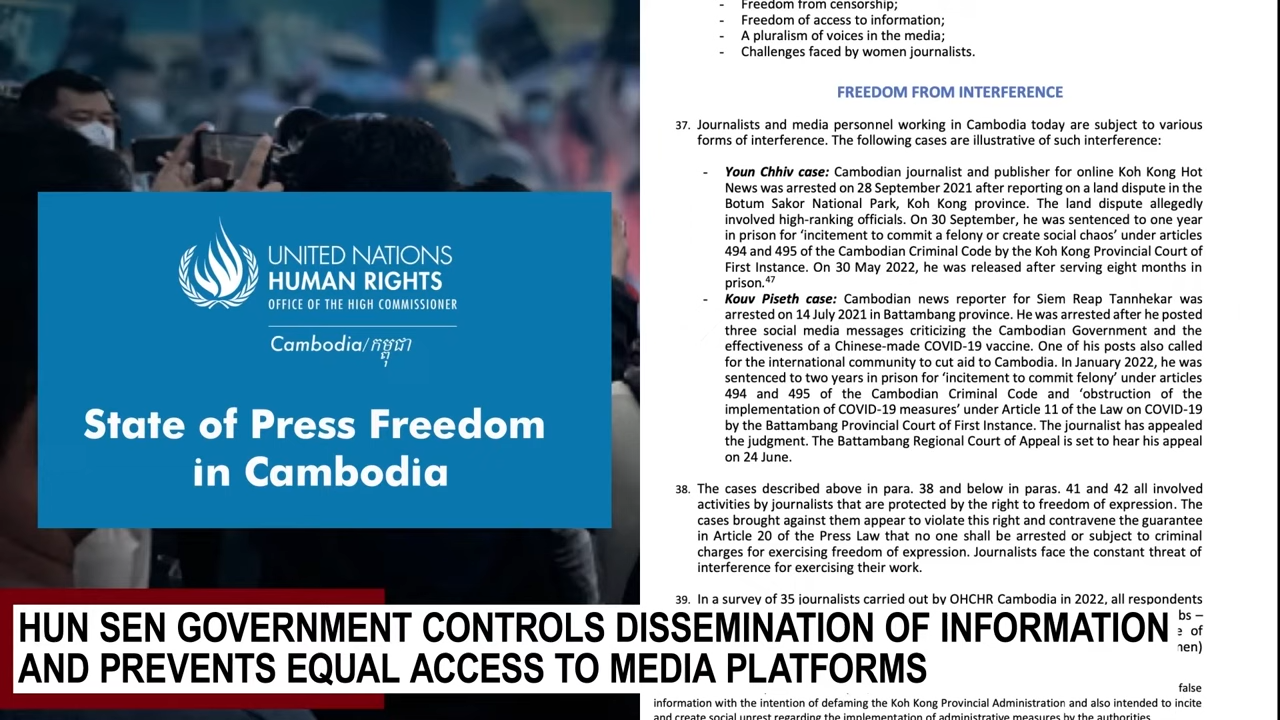 UNITED NATIONS
HUMAN RIGHTS
OFFICE OF THE HIGH COMMISSIONER
Cambodia/កម្ពុជា
State of Press Freedom
in Cambodia
- Freedom from censorship;
- Freedom of access to information;
- A pluralism of voices in the media;
- Challenges faced by women journalists.
FREEDOM FROM INTERFERENCE
37. Journalists and media personnel working in Cambodia today are subject to various
forms of interference. The following cases are illustrative of such interference:
- Youn Chhiv case: Cambodian journalist and publisher for online Koh Kong Hot
News was arrested on 28 September 2021 after reporting on a land dispute in the
Botum Sakor National Park, Koh Kong province. The land dispute allegedly
involved high-ranking officials. On 30 September, he was sentenced to one year
in prison for ‘incitement to commit a felony or create social chaos’ under articles
494 and 495 of the Cambodian Criminal Code by the Koh Kong Provincial Court of
First Instance. On 30 May 2022, he was released after serving eight months in
prison.47
- Kouv Piseth case: Cambodian news reporter for Siem Reap Tannhekar was
arrested on 14 July 2021 in Battambang province. He was arrested after he posted
three social media messages criticizing the Cambodian Government and the
effectiveness of a Chinese-made COVID-19 vaccine. One of his posts also called
for the international community to cut aid to Cambodia. In January 2022, he was
sentenced to two years in prison for ‘incitement to commit felony’ under articles
494 and 495 of the Cambodian Criminal Code and ‘obstruction of the
implementation of COVID-19 measures’ under Article 11 of the Law on COVID-19
by the Battambang Provincial Court of First Instance. The journalist has appealed
the judgment. The Battambang Regional Court of Appeal is set to hear his appeal
on 24 June.
38. The cases described above in para. 38 and below in paras. 41 and 42 all involved
activities by journalists that are protected by the right to freedom of expression. The
cases brought against them appear to violate this right and contravene the guarantee
in Article 20 of the Press Law that no one shall be arrested or subject to criminal
charges for exercising freedom of expression. Journalists face the constant threat of
interference for exercising their work.
39. In a survey of 35 journalists carried out by OHCHR Cambodia in 2022, all respondents
of
HUN SEN GOVERNMENT CONTROLS DISSEMINATION OF INFORMATION
AND PREVENTS EQUAL ACCESS TO MEDIA PLATFORMS
false
information with the intention of defaming the Koh Kong Provincial Administration and also intended to incite
and create social unrest regarding the implementation of administrative measures by the authorities.